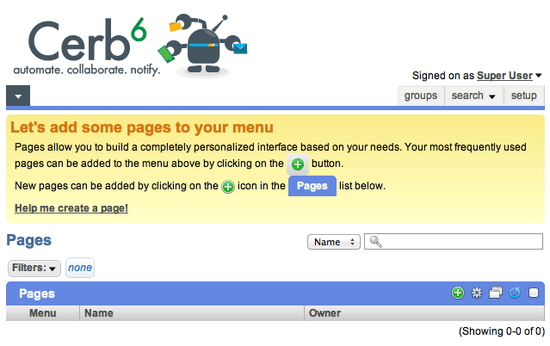 Cerb6
automate. collaborate. notify.
Signed on as Super User
groups search setup
Let's add some pages to your menu
Pages allow you to build a completely personalized interface based on your needs. Your most frequently used
pages can be added to the menu above by clicking on the button.
New pages can be added by clicking on the icon in the Pages list below.
Help me create a page!
Pages
Name
Filters: none
Pages
Menu Name Owner
(Showing 0-0 of 0)